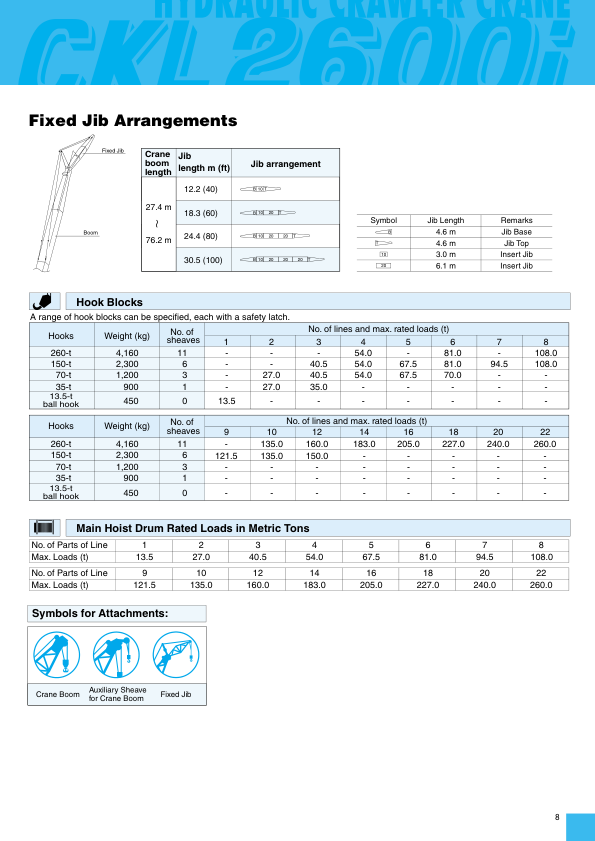 HYDRAULIC CRAWLER CRANE
CKL2600i
Fixed Jib Arrangements
Fixed Jib
Boom
Crane boom length | Jib length m (ft) | Jib arrangement
27.4 m ~ 76.2 m
12.2 (40) B 10 T
18.3 (60) B 10 20 T
24.4 (80) B 10 20 20 T
30.5 (100) B 10 20 20 20 T
Symbol Jib Length Remarks
B 4.6 m Jib Base
T 4.6 m Jib Top
10 3.0 m Insert Jib
20 6.1 m Insert Jib
Hook Blocks
A range of hook blocks can be specified, each with a safety latch.
Hooks Weight (kg) No. of sheaves No. of lines and max. rated loads (t)
1 2 3 4 5 6 7 8
260-t 4,160 11 - - - 54.0 - 81.0 - 108.0
150-t 2,300 6 - - 40.5 54.0 67.5 81.0 94.5 108.0
70-t 1,200 3 - 27.0 40.5 54.0 67.5 70.0 - -
35-t 900 1 - 27.0 35.0 - - - - -
13.5-t ball hook 450 0 13.5 - - - - - - -
Hooks Weight (kg) No. of sheaves No. of lines and max. rated loads (t)
9 10 12 14 16 18 20 22
260-t 4,160 11 - 135.0 160.0 183.0 205.0 227.0 240.0 260.0
150-t 2,300 6 121.5 135.0 150.0 - - - - -
70-t 1,200 3 - - - - - - - -
35-t 900 1 - - - - - - - -
13.5-t ball hook 450 0 - - - - - - - -
Main Hoist Drum Rated Loads in Metric Tons
No. of Parts of Line 1 2 3 4 5 6 7 8
Max. Loads (t) 13.5 27.0 40.5 54.0 67.5 81.0 94.5 108.0
No. of Parts of Line 9 10 12 14 16 18 20 22
Max. Loads (t) 121.5 135.0 160.0 183.0 205.0 227.0 240.0 260.0
Symbols for Attachments:
Crane Boom
Auxiliary Sheave
for Crane Boom
Fixed Jib
8